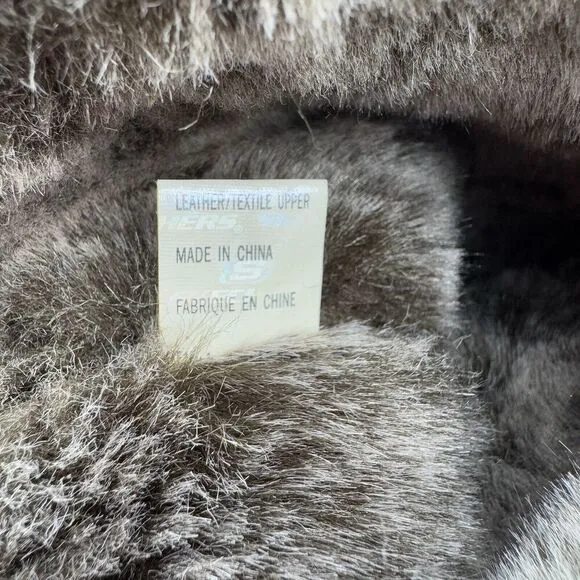 LEATHER/TEXTILE UPPER
MADE IN CHINA
FABRIQUE EN CHINE